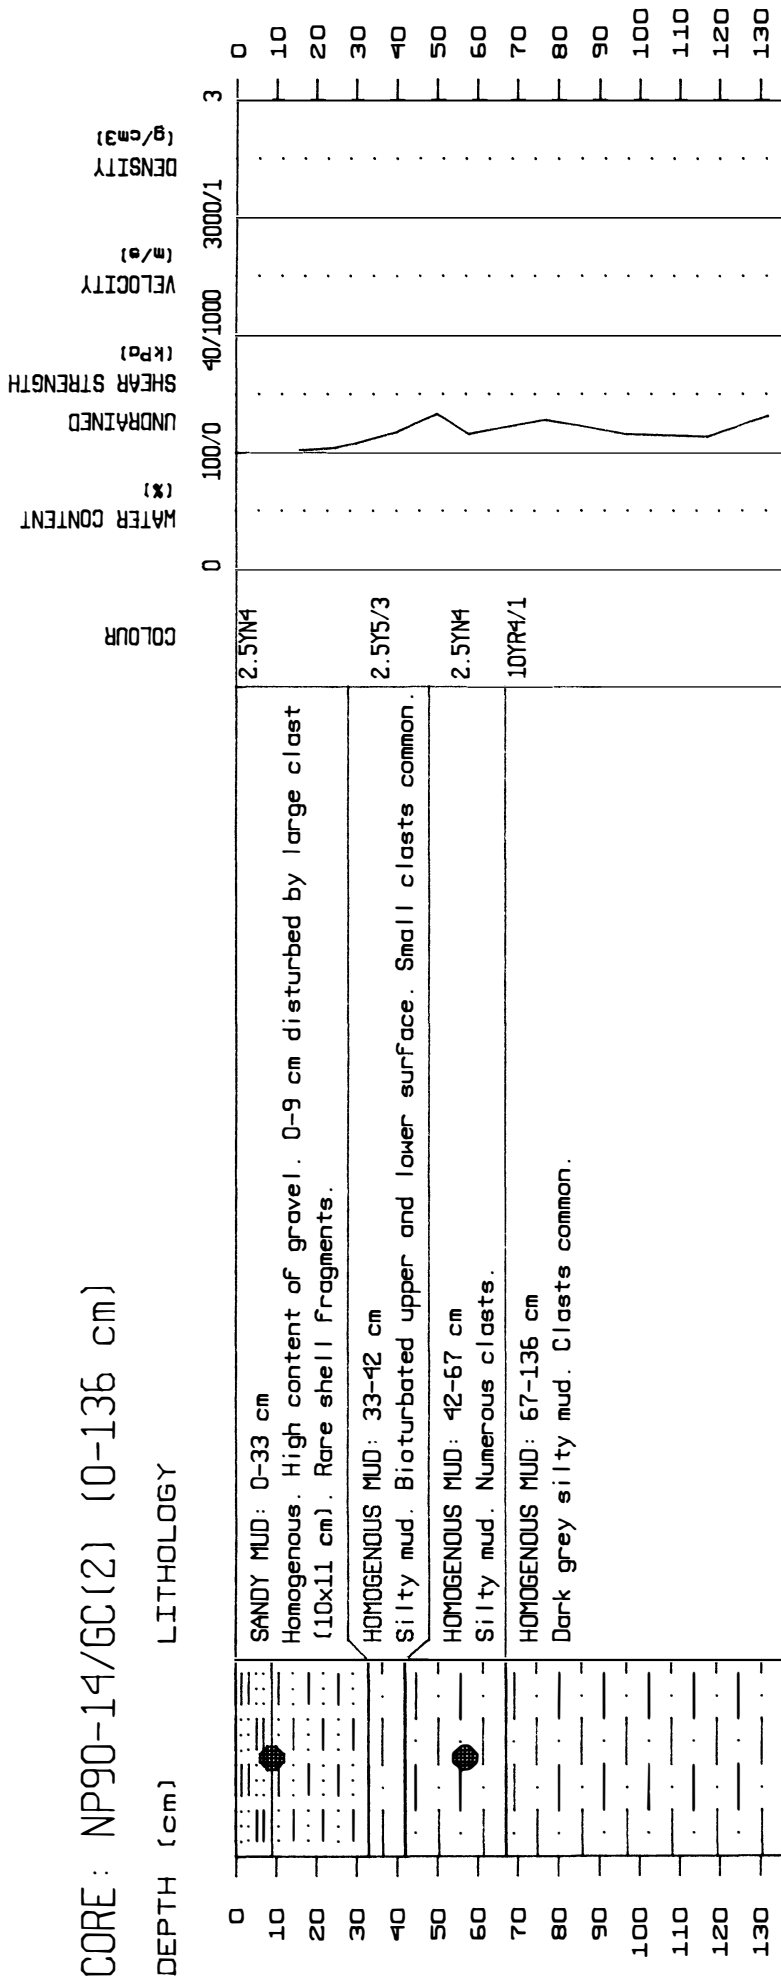 CORE: NP90-14/GC(2) (0-136 cm)
DEPTH (cm)
LITHOLOGY
COLOUR
WATER CONTENT
(%)
UNDRAINED
SHEAR STRENGTH
(kPa)
VELOCITY
(m/s)
DENSITY
(g/cm3)
0
100/0
40/1000
3000/1
3
0
10
20
30
40
50
60
70
80
90
100
110
120
130
SANDY MUD: 0-33 cm
Homogenous. High content of gravel. 0-9 cm disturbed by large clast
(10x11 cm). Rare shell fragments.
2.5YN4
HOMOGENOUS MUD: 33-42 cm
Silty mud. Bioturbated upper and lower surface. Small clasts common.
2.5Y5/3
HOMOGENOUS MUD: 42-67 cm
Silty mud. Numerous clasts.
2.5YN4
HOMOGENOUS MUD: 67-136 cm
Dark grey silty mud. Clasts common.
10YR4/1
0
10
20
30
40
50
60
70
80
90
100
110
120
130